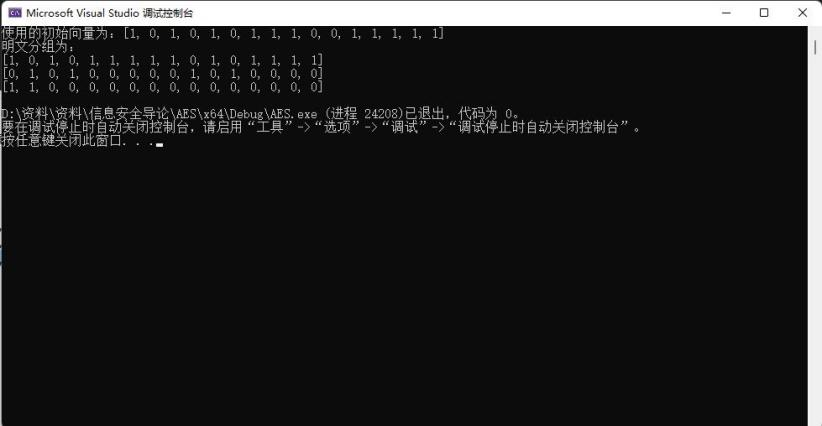 Microsoft Visual Studio 调试控制台
使用的初始向量为：[1, 0, 1, 0, 1, 0, 1, 1, 1, 0, 0, 1, 1, 1, 1, 1]
明文分组为：
[1, 0, 1, 0, 1, 1, 1, 1, 1, 0, 1, 0, 1, 1, 1, 1]
[0, 1, 0, 1, 0, 0, 0, 0, 0, 1, 0, 1, 0, 0, 0, 0]
[1, 1, 0, 0, 0, 0, 0, 0, 0, 0, 0, 0, 0, 0, 0, 0]
D:\资料\资料\信息安全导论\AES\x64\Debug\AES.exe (进程 24208)已退出，代码为 0。
要在调试停止时自动关闭控制台，请启用“工具”->“选项”->“调试”->“调试停止时自动关闭控制台”。
按任意键关闭此窗口. . .